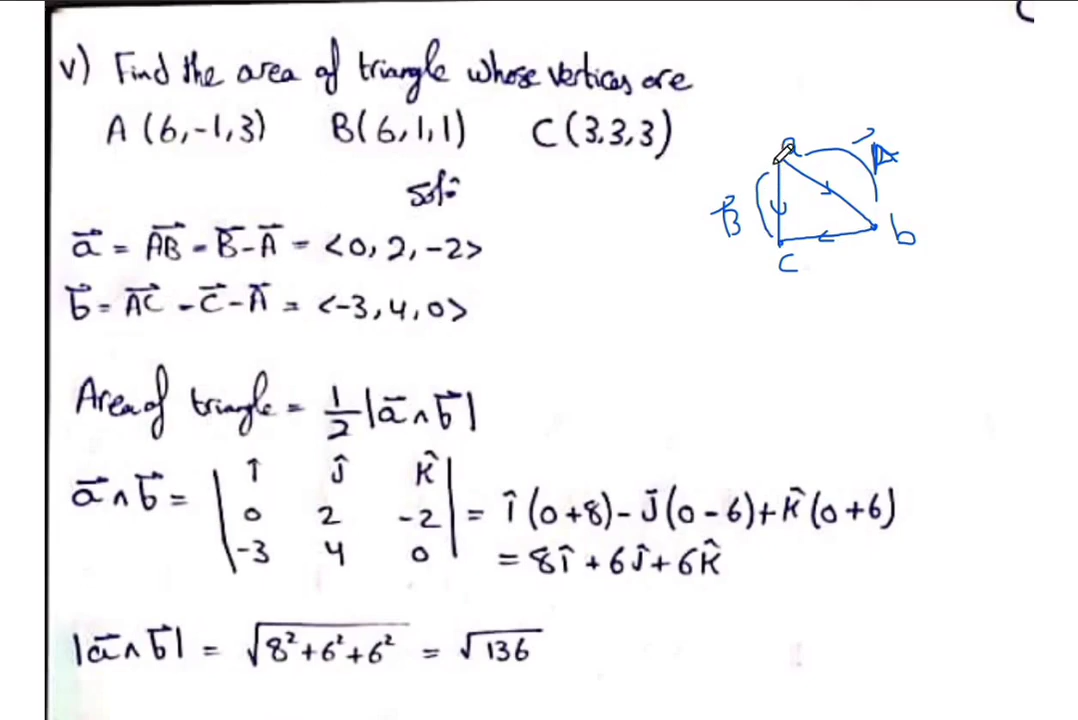 v) Find the area of triangle whose vertices are
A (6,-1,3) B(6,1,1) C(3,3,3)
sol:
a⃗ = A⃗B⃗ = B⃗ - A⃗ = <0, 2, -2>
b⃗ = A⃗C⃗ = C⃗ - A⃗ = <-3, 4, 0>
a
A⃗
B⃗
b
c
Area of triangle = 1/2 |a⃗ ∧ b⃗|
a⃗ ∧ b⃗ = | î ĵ k̂ |
| 0 2 -2 | = î (0+8) - ĵ (0-6) + k̂ (0+6)
| -3 4 0 | = 8î + 6ĵ + 6k̂
|a⃗ ∧ b⃗| = √(8²+6²+6²) = √136